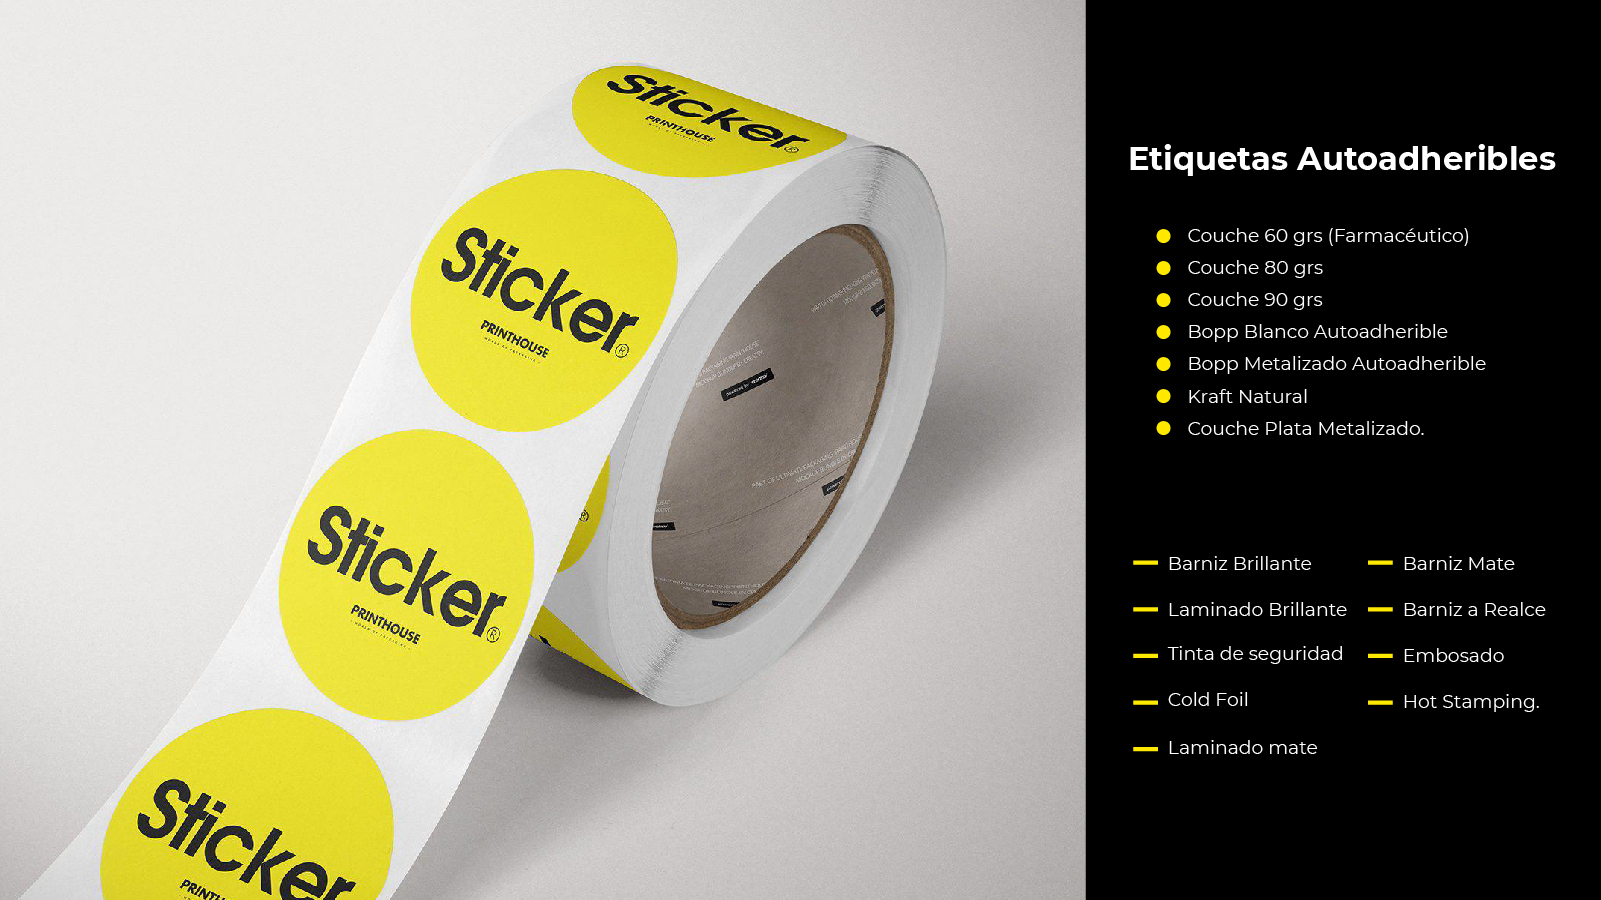 Sticker
PRINTHOUSE
®
Sticker
PRINTHOUSE
®
Sticker
PRINTHOUSE
®
Sticker
®
Etiquetas Autoadheribles
Couche 60 grs (Farmacéutico)
Couche 80 grs
Couche 90 grs
Bopp Blanco Autoadherible
Bopp Metalizado Autoadherible
Kraft Natural
Couche Plata Metalizado.
Barniz Brillante
Barniz Mate
Laminado Brillante
Barniz a Realce
Tinta de seguridad
Embosado
Cold Foil
Hot Stamping.
Laminado mate